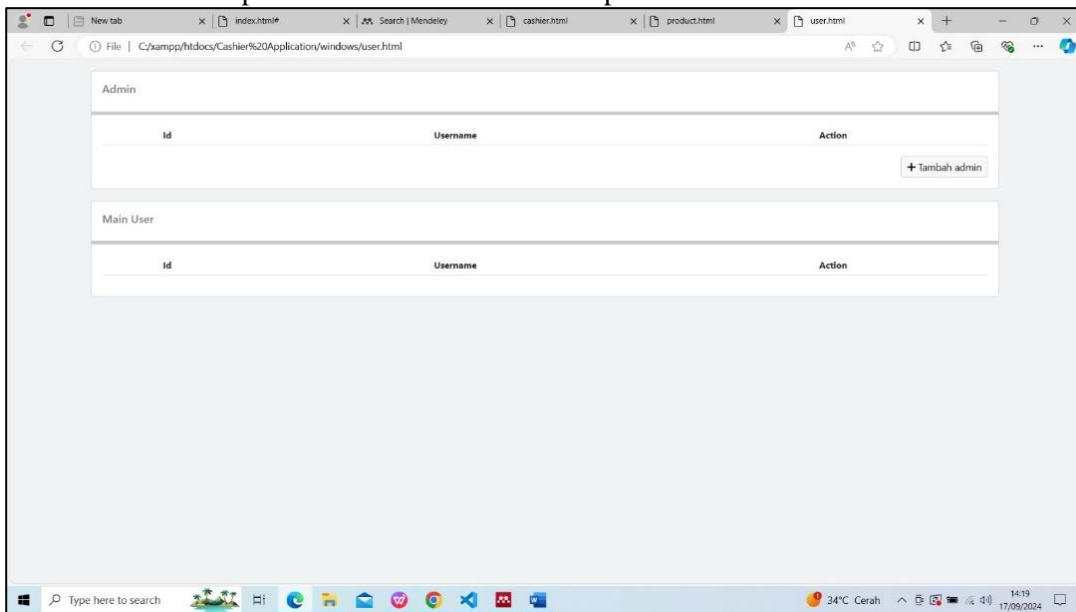 New tab
index.html#
Search | Mendeley
cashier.html
product.html
user.html
File | C:/xampp/htdocs/Cashier%20Application/windows/user.html
Admin
Id Username Action
+ Tambah admin
Main User
Id Username Action
Type here to search
34°C Cerah
14:19
17/09/2024